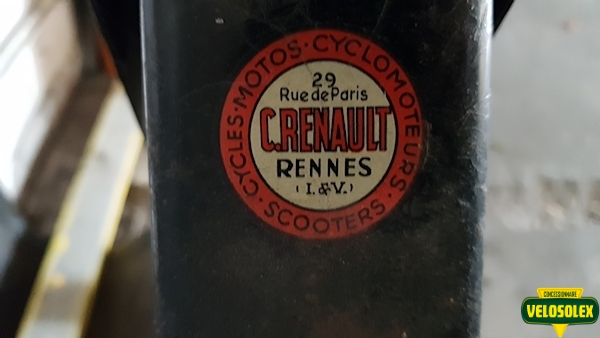 CYCLES·MOTOS·CYCLOMOTEURS·
29
Rue de Paris
C.RENAULT
RENNES
(I.&V.)
SCOOTERS
CONCESSIONNAIRE
VELOSOLEX